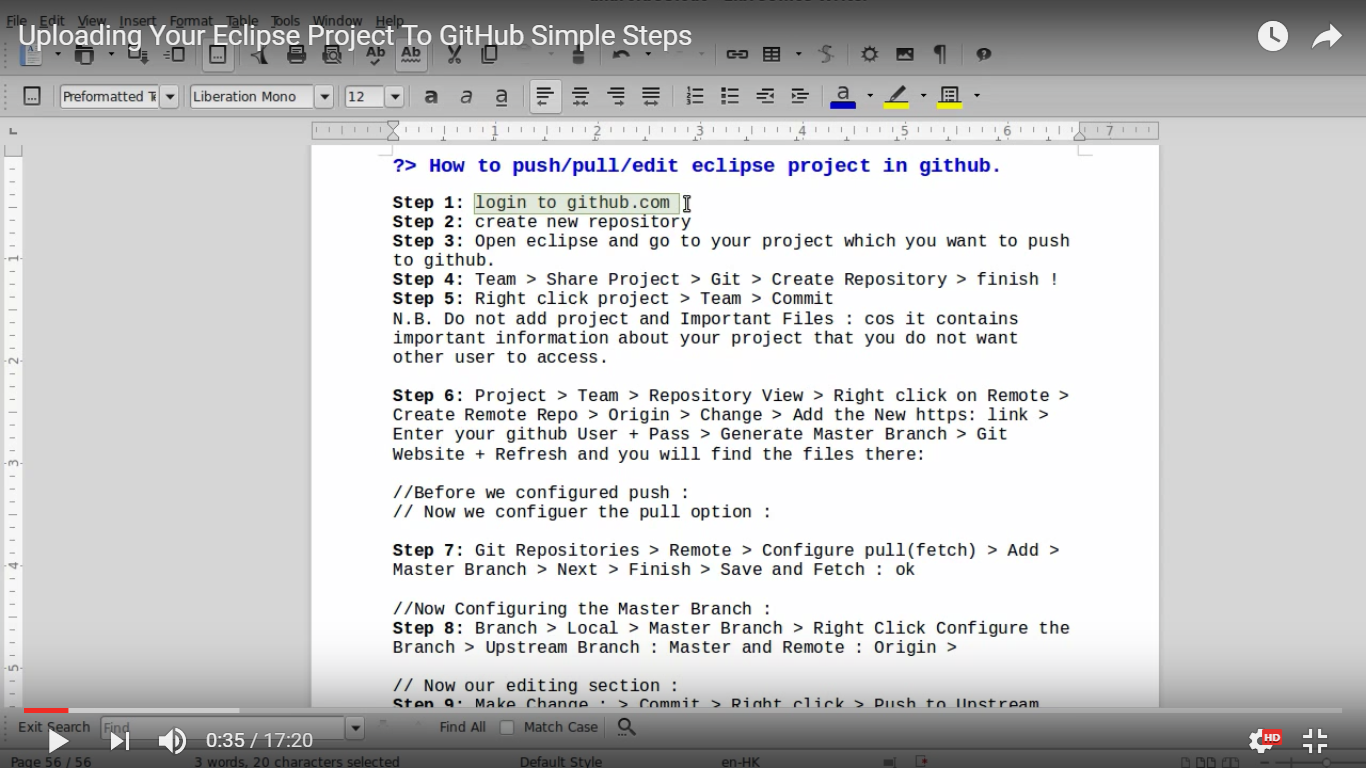 File Edit View Insert Format Table Tools Window Help
Uploading Your Eclipse Project To GitHub Simple Steps
Preformatted T
Liberation Mono
12
1 2 3 4 5 6 7
?> How to push/pull/edit eclipse project in github.
Step 1: login to github.com
Step 2: create new repository
Step 3: Open eclipse and go to your project which you want to push
to github.
Step 4: Team > Share Project > Git > Create Repository > finish !
Step 5: Right click project > Team > Commit
N.B. Do not add project and Important Files : cos it contains
important information about your project that you do not want
other user to access.
Step 6: Project > Team > Repository View > Right click on Remote >
Create Remote Repo > Origin > Change > Add the New https: link >
Enter your github User + Pass > Generate Master Branch > Git
Website + Refresh and you will find the files there:
//Before we configured push :
// Now we configuer the pull option :
Step 7: Git Repositories > Remote > Configure pull(fetch) > Add >
Master Branch > Next > Finish > Save and Fetch : ok
//Now Configuring the Master Branch :
Step 8: Branch > Local > Master Branch > Right Click Configure the
Branch > Upstream Branch : Master and Remote : Origin >
// Now our editing section :
Step 9: Make Change : > Commit > Right click > Push to Upstream
Exit Search Find Find All Match Case
0:35 / 17:20
HD
Page 56 / 56 3 words, 20 characters selected Default Style en-HK